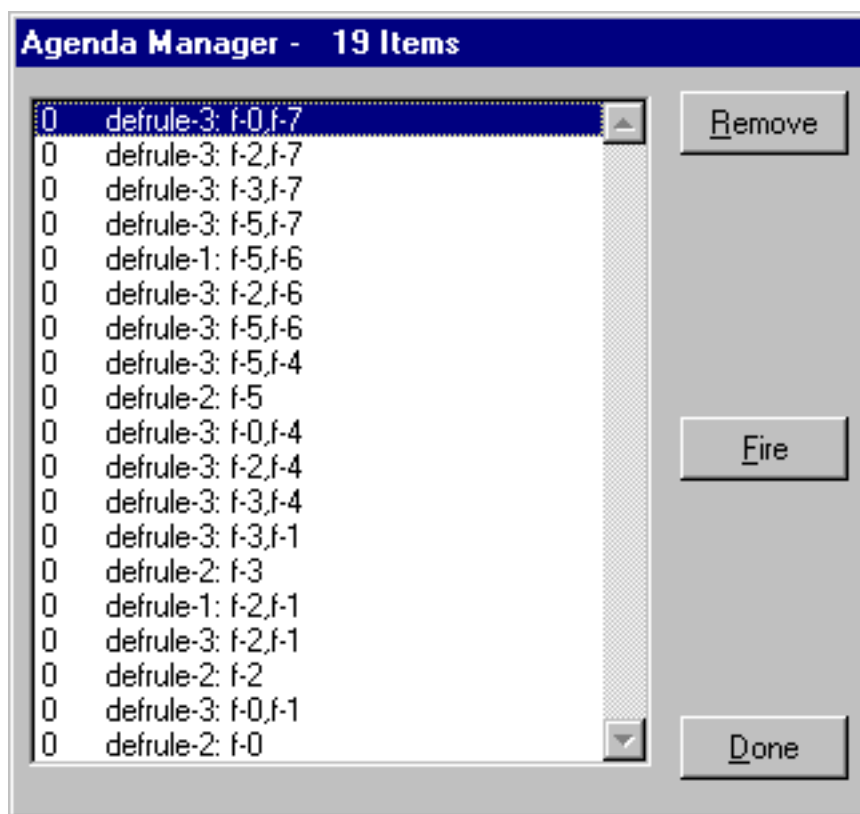 Agenda Manager - 19 Items
0 defrule-3: f-0,f-7
0 defrule-3: f-2,f-7
0 defrule-3: f-3,f-7
0 defrule-3: f-5,f-7
0 defrule-1: f-5,f-6
0 defrule-3: f-2,f-6
0 defrule-3: f-5,f-6
0 defrule-3: f-5,f-4
0 defrule-2: f-5
0 defrule-3: f-0,f-4
0 defrule-3: f-2,f-4
0 defrule-3: f-3,f-4
0 defrule-3: f-3,f-1
0 defrule-2: f-3
0 defrule-1: f-2,f-1
0 defrule-3: f-2,f-1
0 defrule-2: f-2
0 defrule-3: f-0,f-1
0 defrule-2: f-0
Remove
Fire
Done